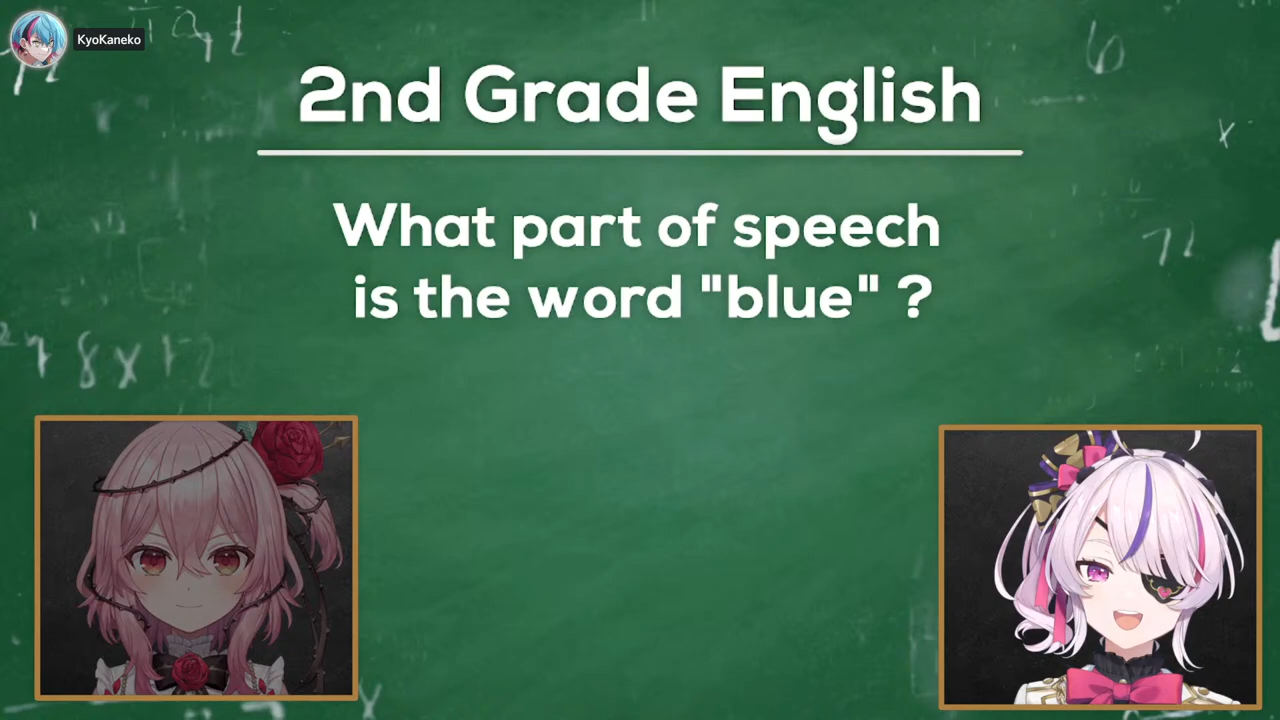 KyoKaneko
2nd Grade English
What part of speech
is the word "blue" ?